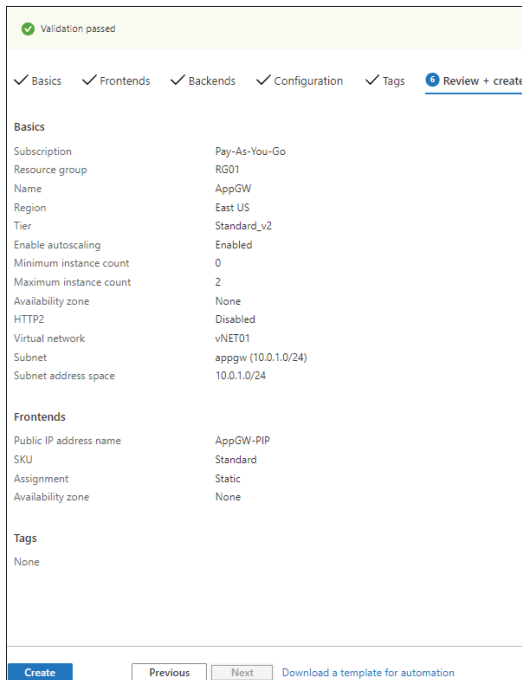 Validation passed
Basics Frontends Backends Configuration Tags 6 Review + create
Basics
Subscription Pay-As-You-Go
Resource group RG01
Name AppGW
Region East US
Tier Standard_v2
Enable autoscaling Enabled
Minimum instance count 0
Maximum instance count 2
Availability zone None
HTTP2 Disabled
Virtual network vNET01
Subnet appgw (10.0.1.0/24)
Subnet address space 10.0.1.0/24
Frontends
Public IP address name AppGW-PIP
SKU Standard
Assignment Static
Availability zone None
Tags
None
Create Previous Next Download a template for automation